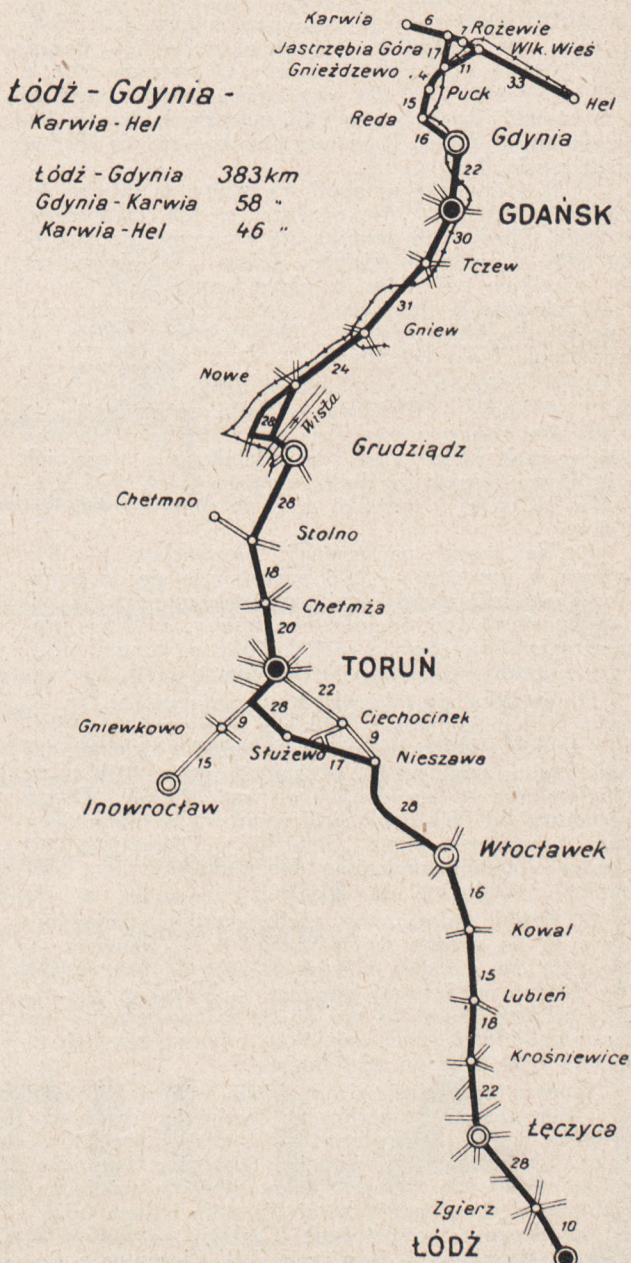 Łódź - Gdynia -
Karwia - Hel
Łódź - Gdynia 383 km
Gdynia - Karwia 58 "
Karwia - Hel 46 "
Karwia
6
7
Rożewie
Jastrzębia Góra
17
Wlk. Wieś
Gnieżdzewo
.4
11
33
Puck
Hel
15
Reda
16
Gdynia
22
GDAŃSK
30
Tczew
31
Gniew
24
Nowe
28
Wisła
Grudziądz
28
Chełmno
Stolno
18
Chełmża
20
TORUŃ
22
28
Ciechocinek
Gniewkowo
9
9
Służewo
17
Nieszawa
15
Inowrocław
28
Włocławek
16
Kowal
15
Lubień
18
Krośniewice
22
Łęczyca
28
Zgierz
10
ŁÓDŹ